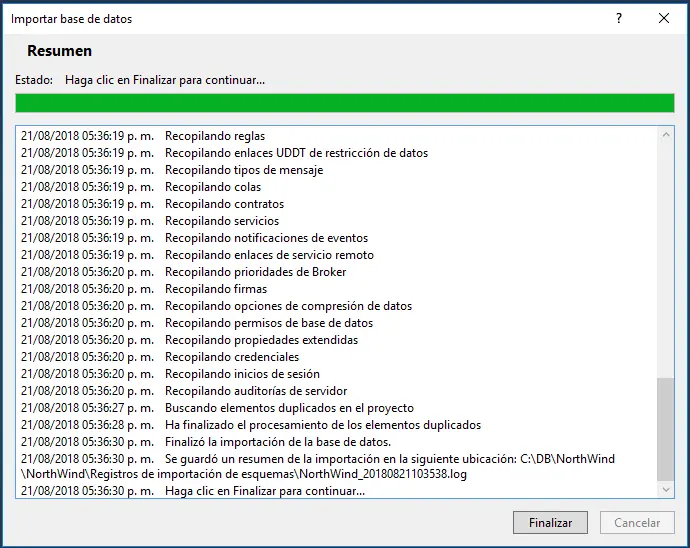 Importar base de datos
Resumen
Estado: Haga clic en Finalizar para continuar...
21/08/2018 05:36:19 p. m. Recopilando reglas
21/08/2018 05:36:19 p. m. Recopilando enlaces UDDT de restricción de datos
21/08/2018 05:36:19 p. m. Recopilando tipos de mensaje
21/08/2018 05:36:19 p. m. Recopilando colas
21/08/2018 05:36:19 p. m. Recopilando contratos
21/08/2018 05:36:19 p. m. Recopilando servicios
21/08/2018 05:36:19 p. m. Recopilando notificaciones de eventos
21/08/2018 05:36:19 p. m. Recopilando enlaces de servicio remoto
21/08/2018 05:36:20 p. m. Recopilando prioridades de Broker
21/08/2018 05:36:20 p. m. Recopilando firmas
21/08/2018 05:36:20 p. m. Recopilando opciones de compresión de datos
21/08/2018 05:36:20 p. m. Recopilando permisos de base de datos
21/08/2018 05:36:20 p. m. Recopilando propiedades extendidas
21/08/2018 05:36:20 p. m. Recopilando credenciales
21/08/2018 05:36:20 p. m. Recopilando inicios de sesión
21/08/2018 05:36:20 p. m. Recopilando auditorías de servidor
21/08/2018 05:36:27 p. m. Buscando elementos duplicados en el proyecto
21/08/2018 05:36:28 p. m. Ha finalizado el procesamiento de los elementos duplicados
21/08/2018 05:36:30 p. m. Finalizó la importación de la base de datos.
21/08/2018 05:36:30 p. m. Se guardó un resumen de la importación en la siguiente ubicación: C:\DB\NorthWind
\NorthWind\Registros de importación de esquemas\NorthWind_20180821103538.log
21/08/2018 05:36:30 p. m. Haga clic en Finalizar para continuar...
Finalizar
Cancelar